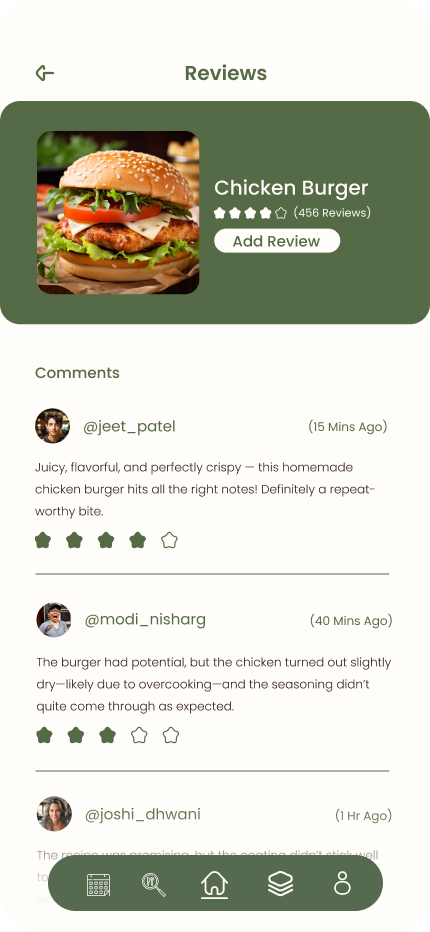 Reviews
Chicken Burger
(456 Reviews)
Add Review
Comments
@jeet_patel
(15 Mins Ago)
Juicy, flavorful, and perfectly crispy — this homemade
chicken burger hits all the right notes! Definitely a repeat-
worthy bite.
@modi_nisharg
(40 Mins Ago)
The burger had potential, but the chicken turned out slightly
dry—likely due to overcooking—and the seasoning didn't
quite come through as expected.
@joshi_dhwani
(1 Hr Ago)
The recipe was promising, but the coating didn't stick well